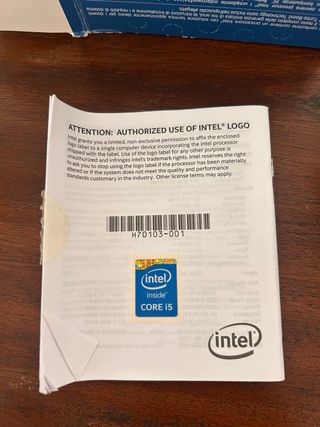 ATTENTION: AUTHORIZED USE OF INTEL® LOGO
Intel grants you a limited, non-exclusive permission to affix the enclosed
logo label to a single computer device incorporating the Intel processor
shipped with the label. Use of the logo label for any other purpose is
unauthorized and infringes Intel's trademark rights. Intel reserves the right
to ask you to stop using the logo label if the processor has been materially
altered or if the system does not meet the quality and performance
standards customary in the industry. Other license terms may apply.
H70103-001
intel
inside™
CORE i5
intel®